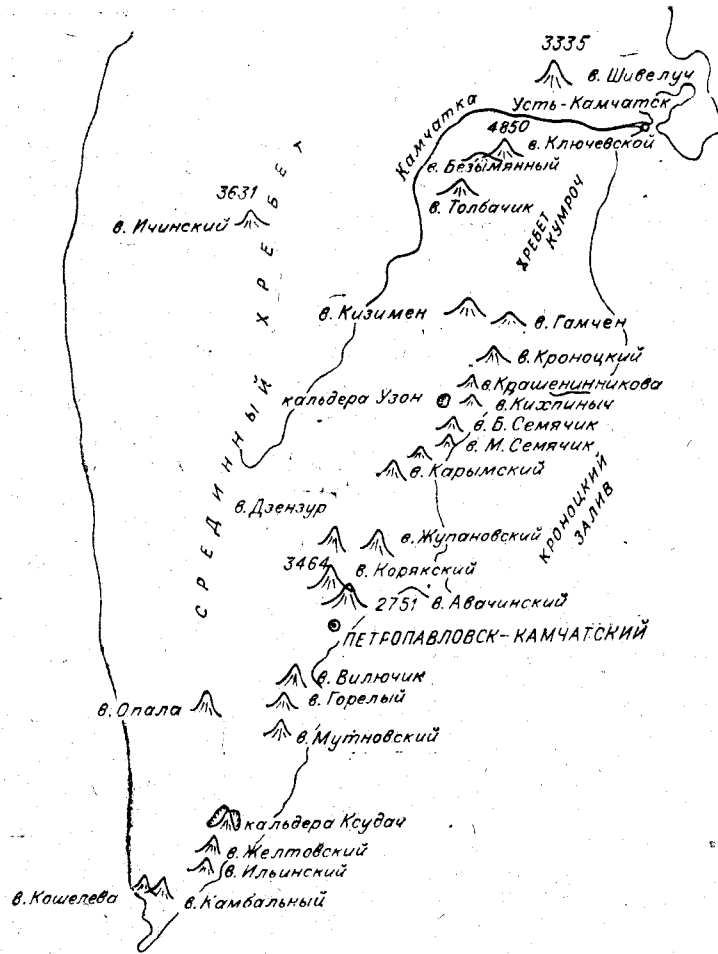 3335
в. Шивелуч
Усть-Камчатск
Камчатка
4850
в. Ключевской
в. Безымянный
в. Толбачик
3631
в. Ичинский
СРЕДИННЫЙ ХРЕБЕТ
ХРЕБЕТ
КУМРОЧ
в. Кизимен
в. Гамчен
в. Кроноцкий
в. Крашенинникова
кальдера Узон
в. Кихпиныч
в. Б. Семячик
в. М. Семячик
в. Карымский
КРОНОЦКИЙ
ЗАЛИВ
в. Дзензур
в. Жупановский
3464
в. Корякский
2751 в. Авачинский
ПЕТРОПАВЛОВСК-КАМЧАТСКИЙ
в. Вилючик
в. Опала
в. Горелый
в. Мутновский
кальдера Ксудач
в. Желтовский
в. Ильинский
в. Кошелева
в. Камбальный